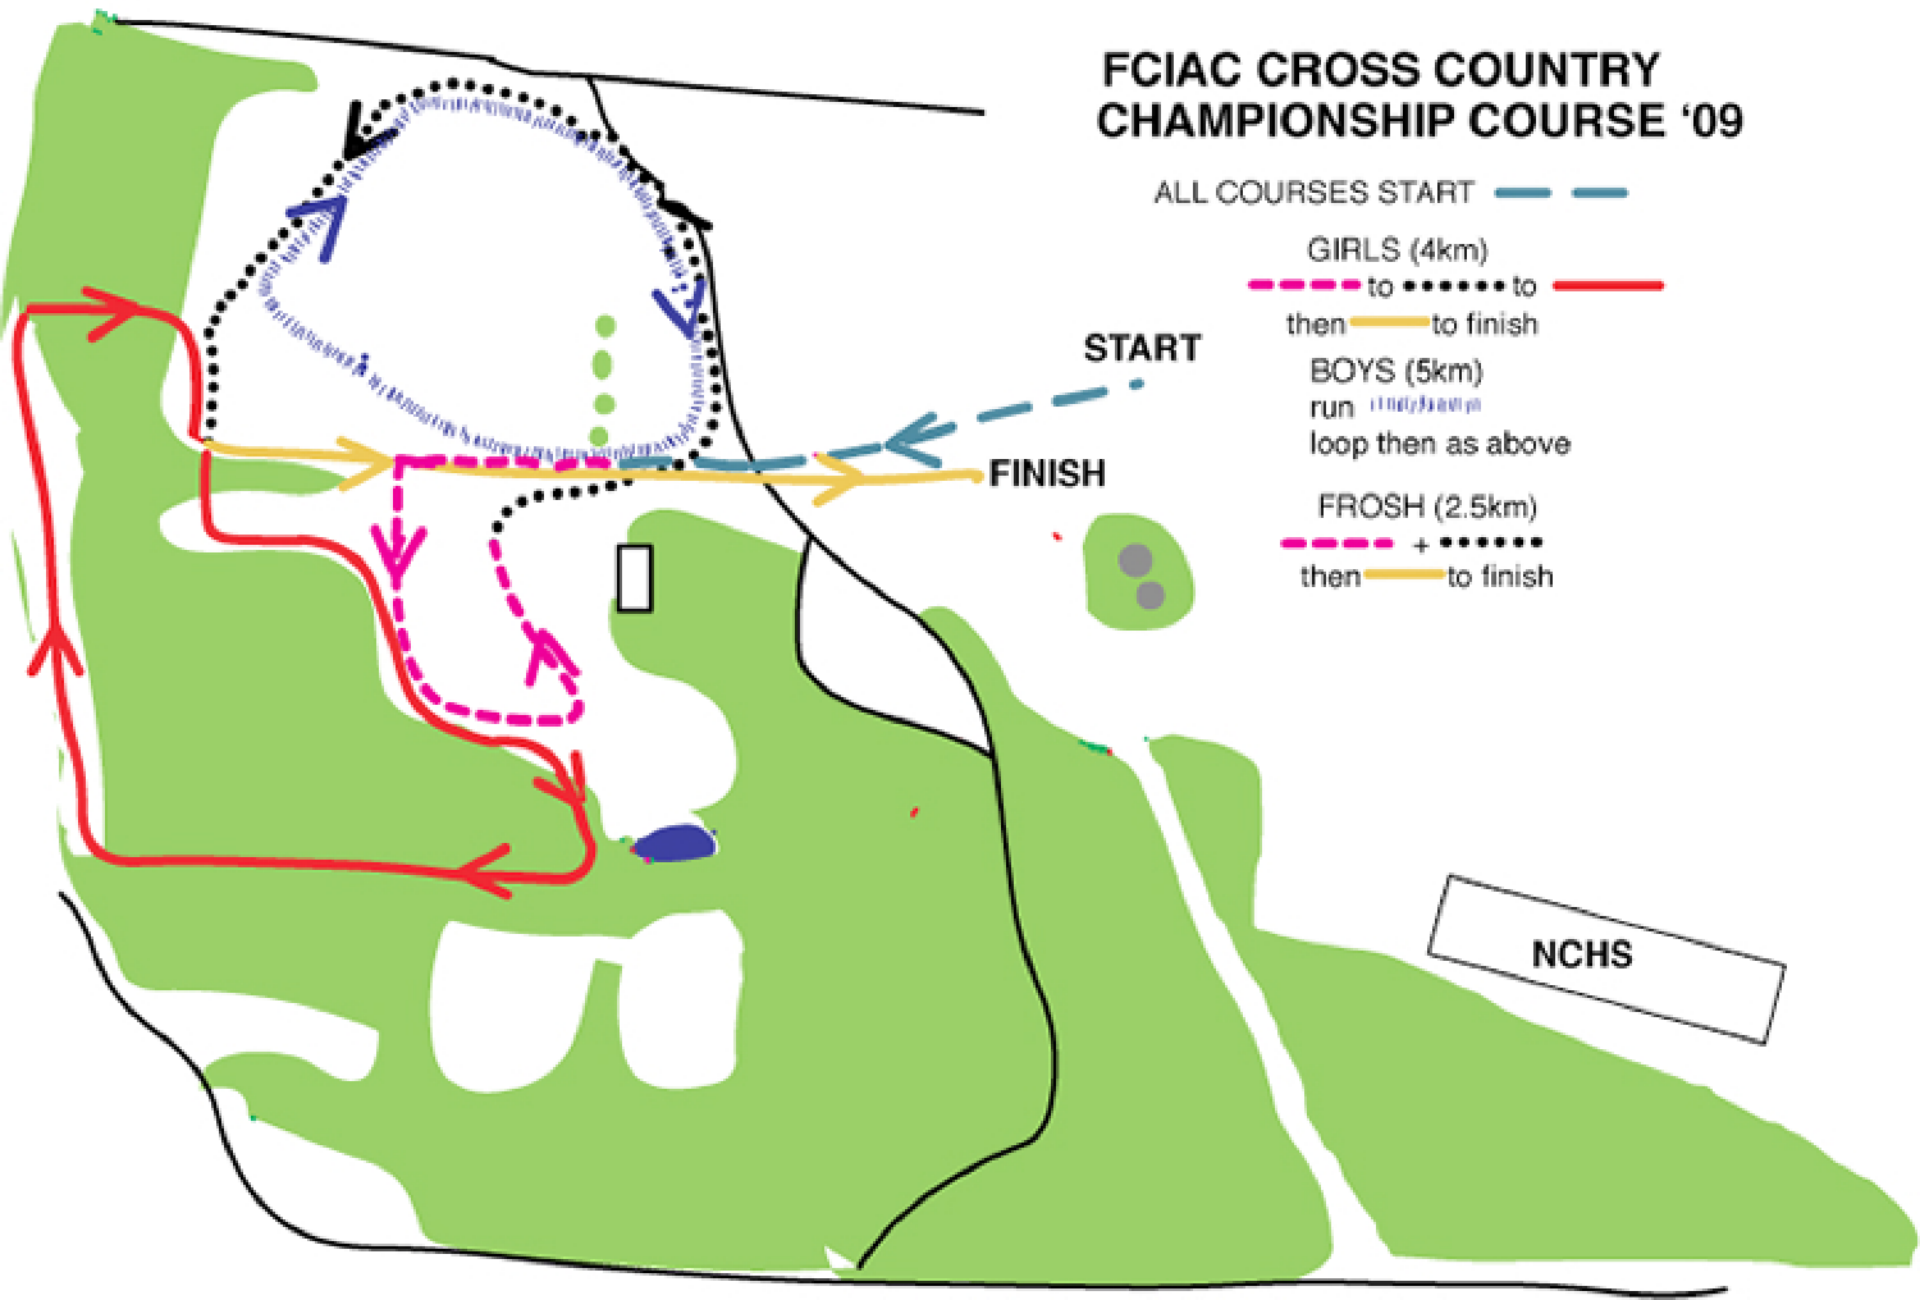 FCIAC CROSS COUNTRY
CHAMPIONSHIP COURSE ‘09
ALL COURSES START
GIRLS (4km)
to to
then to finish
START
BOYS (5km)
run
loop then as above
FINISH
FROSH (2.5km)
+
then to finish
NCHS